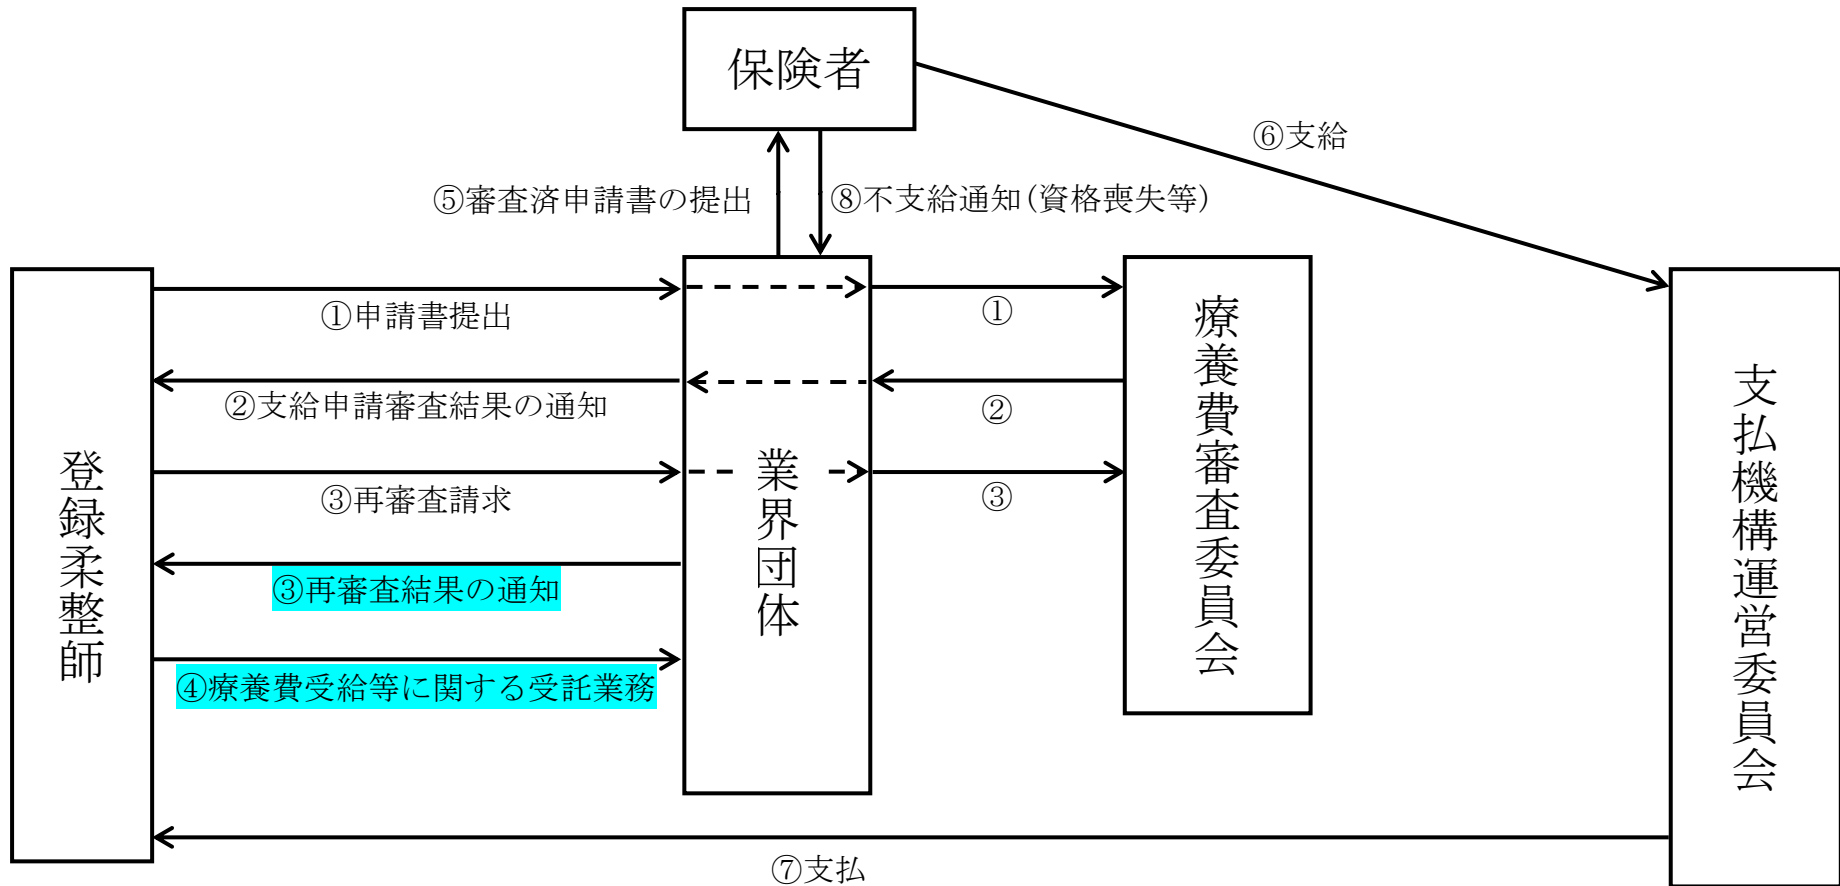 保険者
⑥支給
⑤審査済申請書の提出
⑧不支給通知(資格喪失等)
①申請書提出
①
②支給申請審査結果の通知
②
③再審査請求
③
③再審査結果の通知
④療養費受給等に関する受託業務
登録柔整師
業界団体
療養費審査委員会
支払機構運営委員会
⑦支払